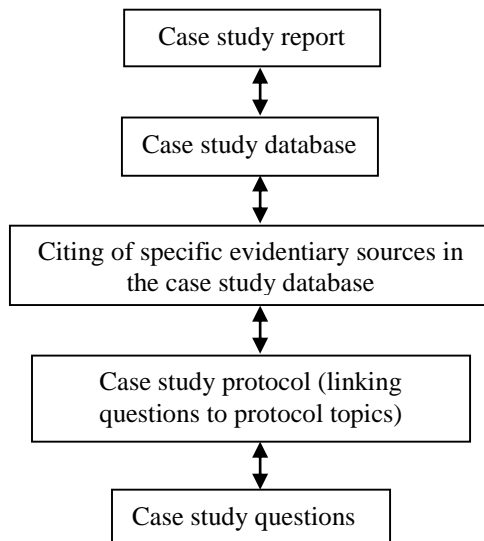 Case study report
Case study database
Citing of specific evidentiary sources in
the case study database
Case study protocol (linking
questions to protocol topics)
Case study questions